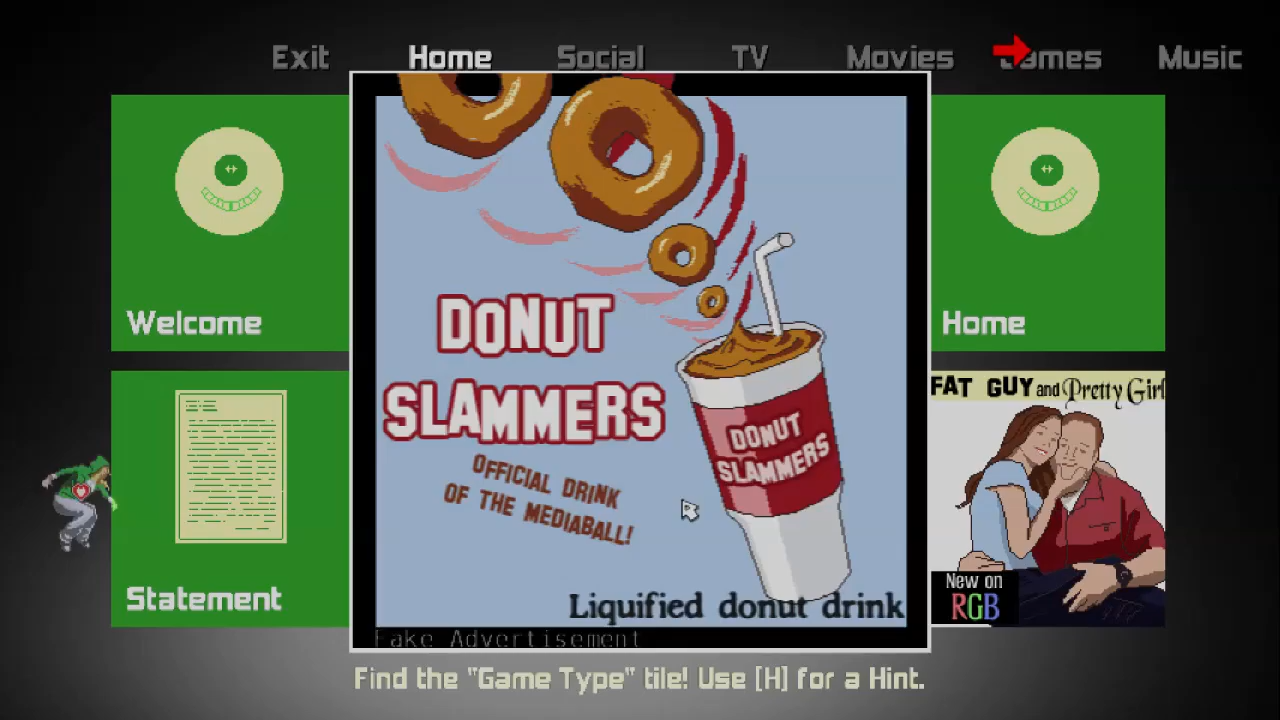 Exit Home Social TV Movies Games Music
Welcome
Home
DONUT
SLAMMERS
OFFICIAL DRINK
OF THE MEDIABALL!
DONUT
SLAMMERS
Liquified donut drink
Fake Advertisement
Statement
FAT GUY and Pretty Girl
New on
RGB
Find the "Game Type" tile! Use [H] for a Hint.